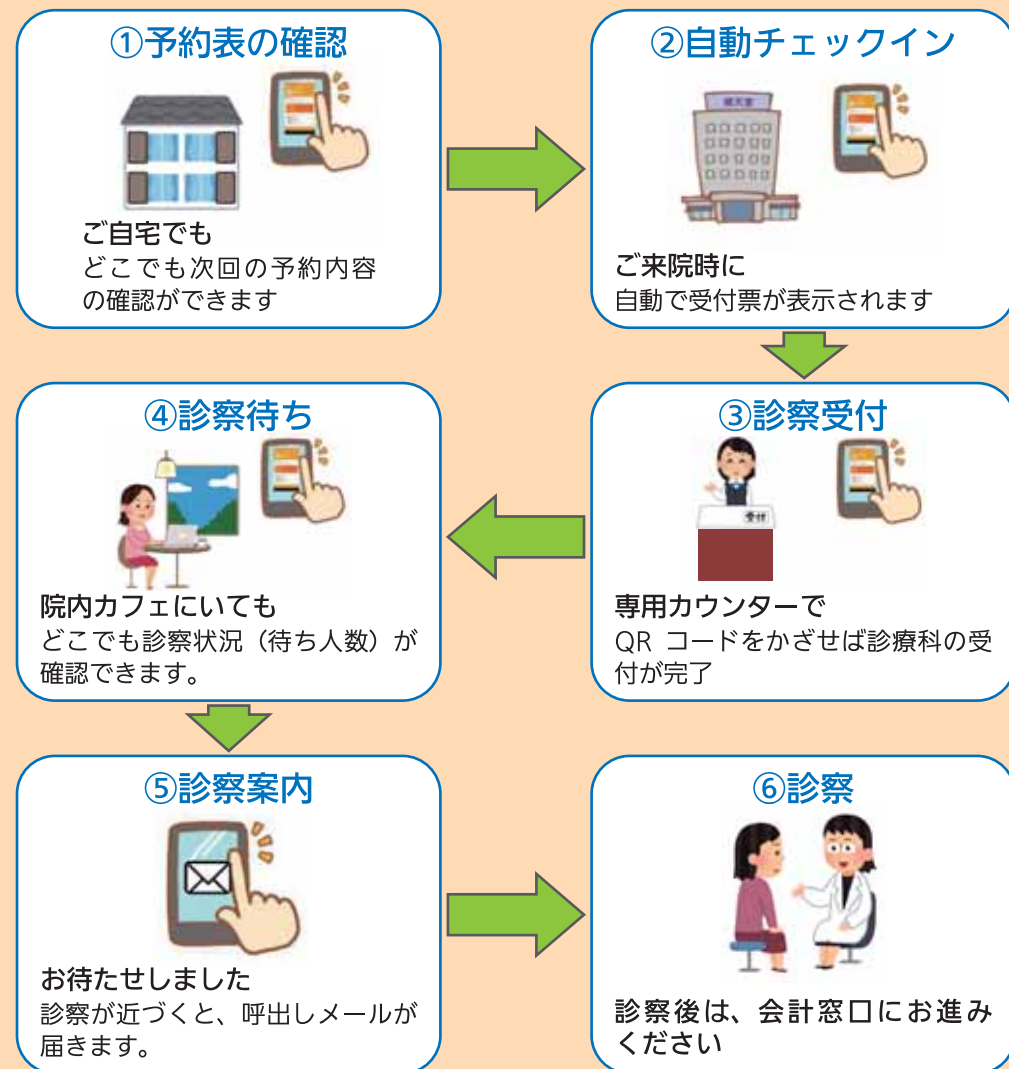 ①予約表の確認
ご自宅でも
どこでも次回の予約内容
の確認ができます
②自動チェックイン
順天堂
ご来院時に
自動で受付票が表示されます
③診察受付
受付
専用カウンターで
QR コードをかざせば診療科の受
付が完了
④診察待ち
院内カフェにいても
どこでも診察状況（待ち人数）が
確認できます。
⑤診察案内
お待たせしました
診察が近づくと、呼出しメールが
届きます。
⑥診察
診察後は、会計窓口にお進み
ください